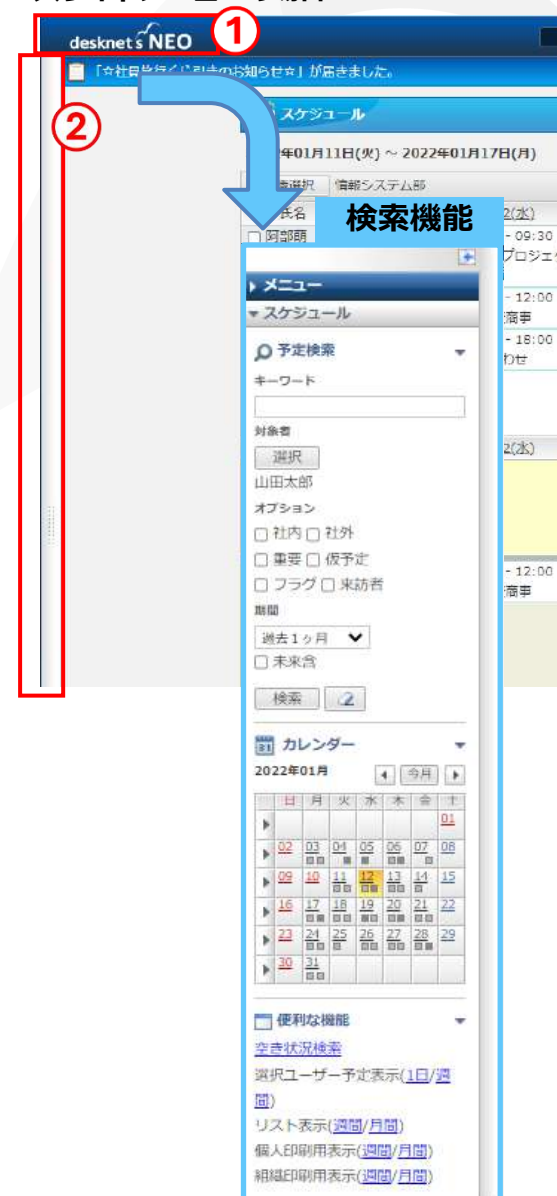 desknet's NEO
①
「☆社員旅行くじ引きのお知らせ☆」が届きました。
②
スケジュール
年01月11日(火) ~ 2022年01月17日(月)
選択 情報システム部
氏名
2(水)
阿部萌
検索機能
- 09:30
プロジェ
メニュー
- 12:00
スケジュール
商事
- 18:00
予定検索
キーワード
対象者
2(水)
選択
山田太郎
オプション
社内 社外
重要 仮予定
- 12:00
フラグ 来訪者
商事
期間
過去1ヶ月
未来含
検索
31 カレンダー
2022年01月 今月
日 月 火 水 木 金 土
01
02 03 04 05 06 07 08
09 10 11 12 13 14 15
16 17 18 19 20 21 22
23 24 25 26 27 28 29
30 31
便利な機能
空き状況検索
選択ユーザー予定表示(1日/週
間)
リスト表示(週間/月間)
個人印刷用表示(週間/月間)
組織印刷用表示(週間/月間)